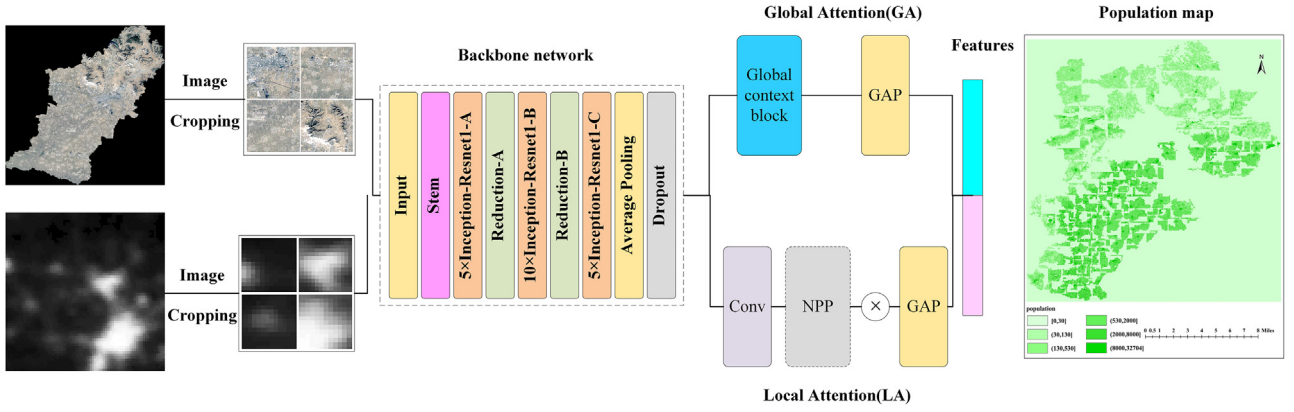 Global Attention(GA)
Population map
Backbone network
Features
Image
Cropping
Image
Cropping
Input
Stem
5×Inception-Resnet1-A
Reduction-A
10×Inception-Resnet1-B
Reduction-B
5×Inception-Resnet1-C
Average Pooling
Dropout
Global
context
block
GAP
Conv
NPP
×
GAP
Local Attention(LA)
N
population
[0,30]
(30,130]
(130,530]
(530,2000]
(2000,8000]
(8000,32704]
0 0.5 1 2 3 4 5 6 7 8 Miles